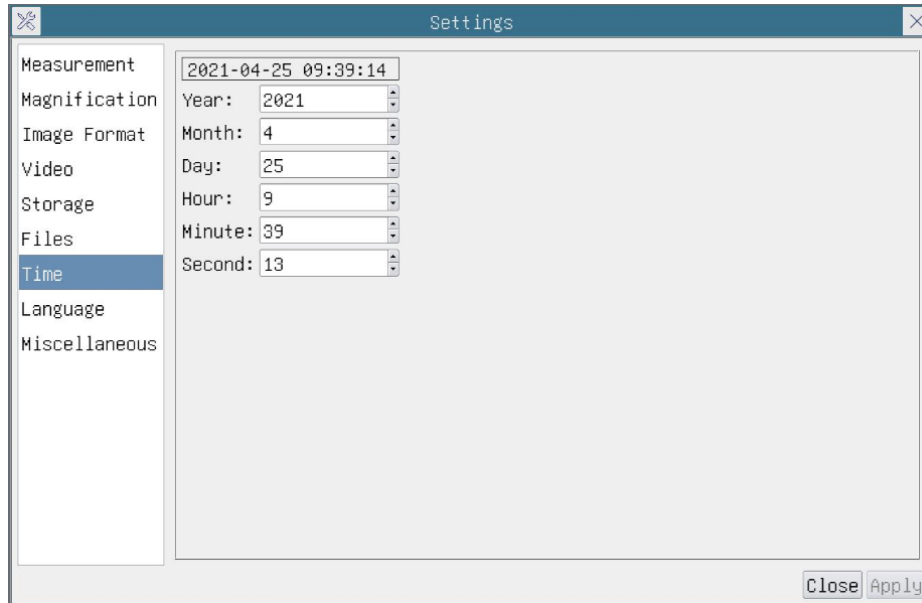 Settings
Measurement
Magnification
Image Format
Video
Storage
Files
Time
Language
Miscellaneous
2021-04-25 09:39:14
Year: 2021
Month: 4
Day: 25
Hour: 9
Minute: 39
Second: 13
Close Apply